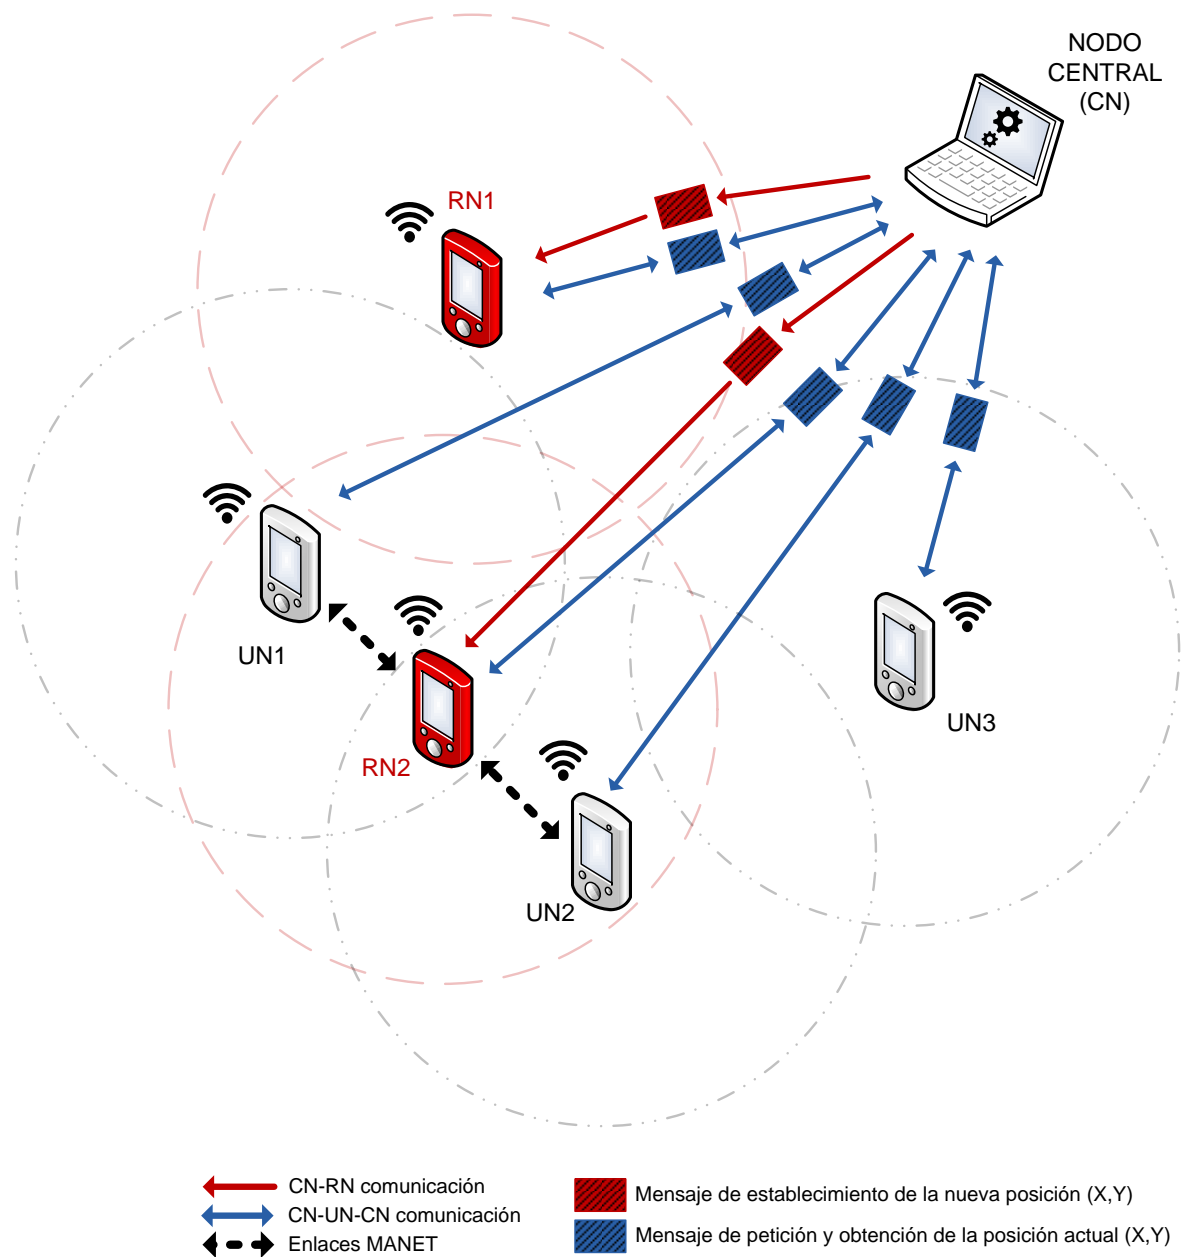 NODO
CENTRAL
(CN)
RN1
UN1
RN2
UN3
UN2
CN-RN comunicación
CN-UN-CN comunicación
Enlaces MANET
Mensaje de establecimiento de la nueva posición (X,Y)
Mensaje de petición y obtención de la posición actual (X,Y)